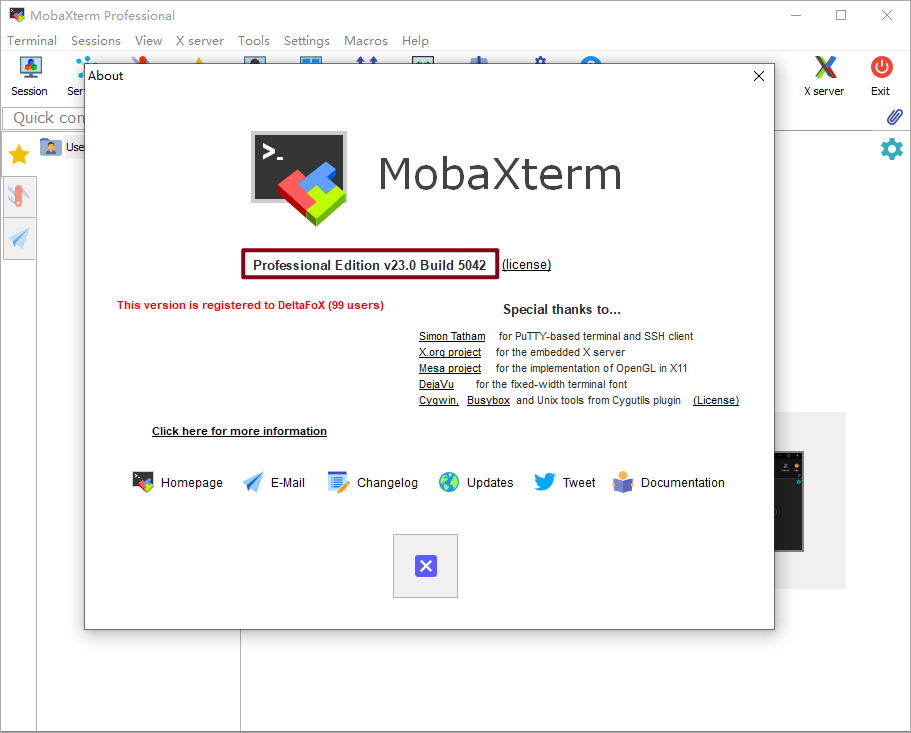 MobaXterm Professional
Terminal Sessions View X server Tools Settings Macros Help
Session Ser X server Exit
Quick con
Use
About
>_
MobaXterm
Professional Edition v23.0 Build 5042 (license)
This version is registered to DeltaFoX (99 users)
Special thanks to...
Simon Tatham for PuTTY-based terminal and SSH client
X.org project for the embedded X server
Mesa project for the implementation of OpenGL in X11
DejaVu for the fixed-width terminal font
Cygwin, Busybox and Unix tools from Cygutils plugin (License)
Click here for more information
Homepage E-Mail Changelog Updates Tweet Documentation